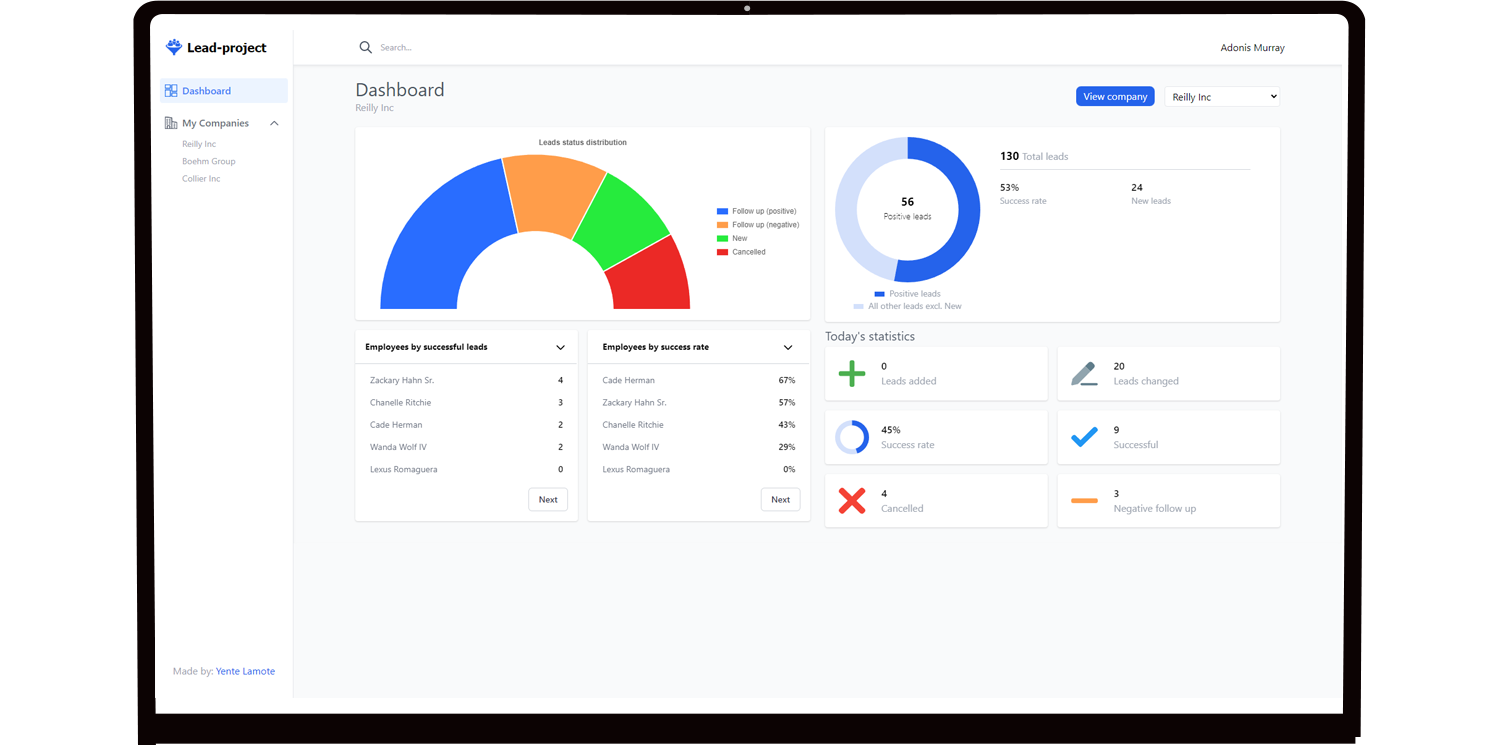 Lead-project
Search...
Adonis Murray
Dashboard
My Companies
Reilly Inc
Boehm Group
Collier Inc
Made by: Yente Lamote
Dashboard
Reilly Inc
View company
Reilly Inc
Leads status distribution
Follow up (positive)
Follow up (negative)
New
Cancelled
56
Positive leads
Positive leads
All other leads excl. New
130 Total leads
53%
Success rate
24
New leads
Employees by successful leads
Zackary Hahn Sr. 4
Chanelle Ritchie 3
Cade Herman 2
Wanda Wolf IV 2
Lexus Romaguera 0
Next
Employees by success rate
Cade Herman 67%
Zackary Hahn Sr. 57%
Chanelle Ritchie 43%
Wanda Wolf IV 29%
Lexus Romaguera 0%
Next
Today's statistics
0
Leads added
20
Leads changed
45%
Success rate
9
Successful
4
Cancelled
3
Negative follow up